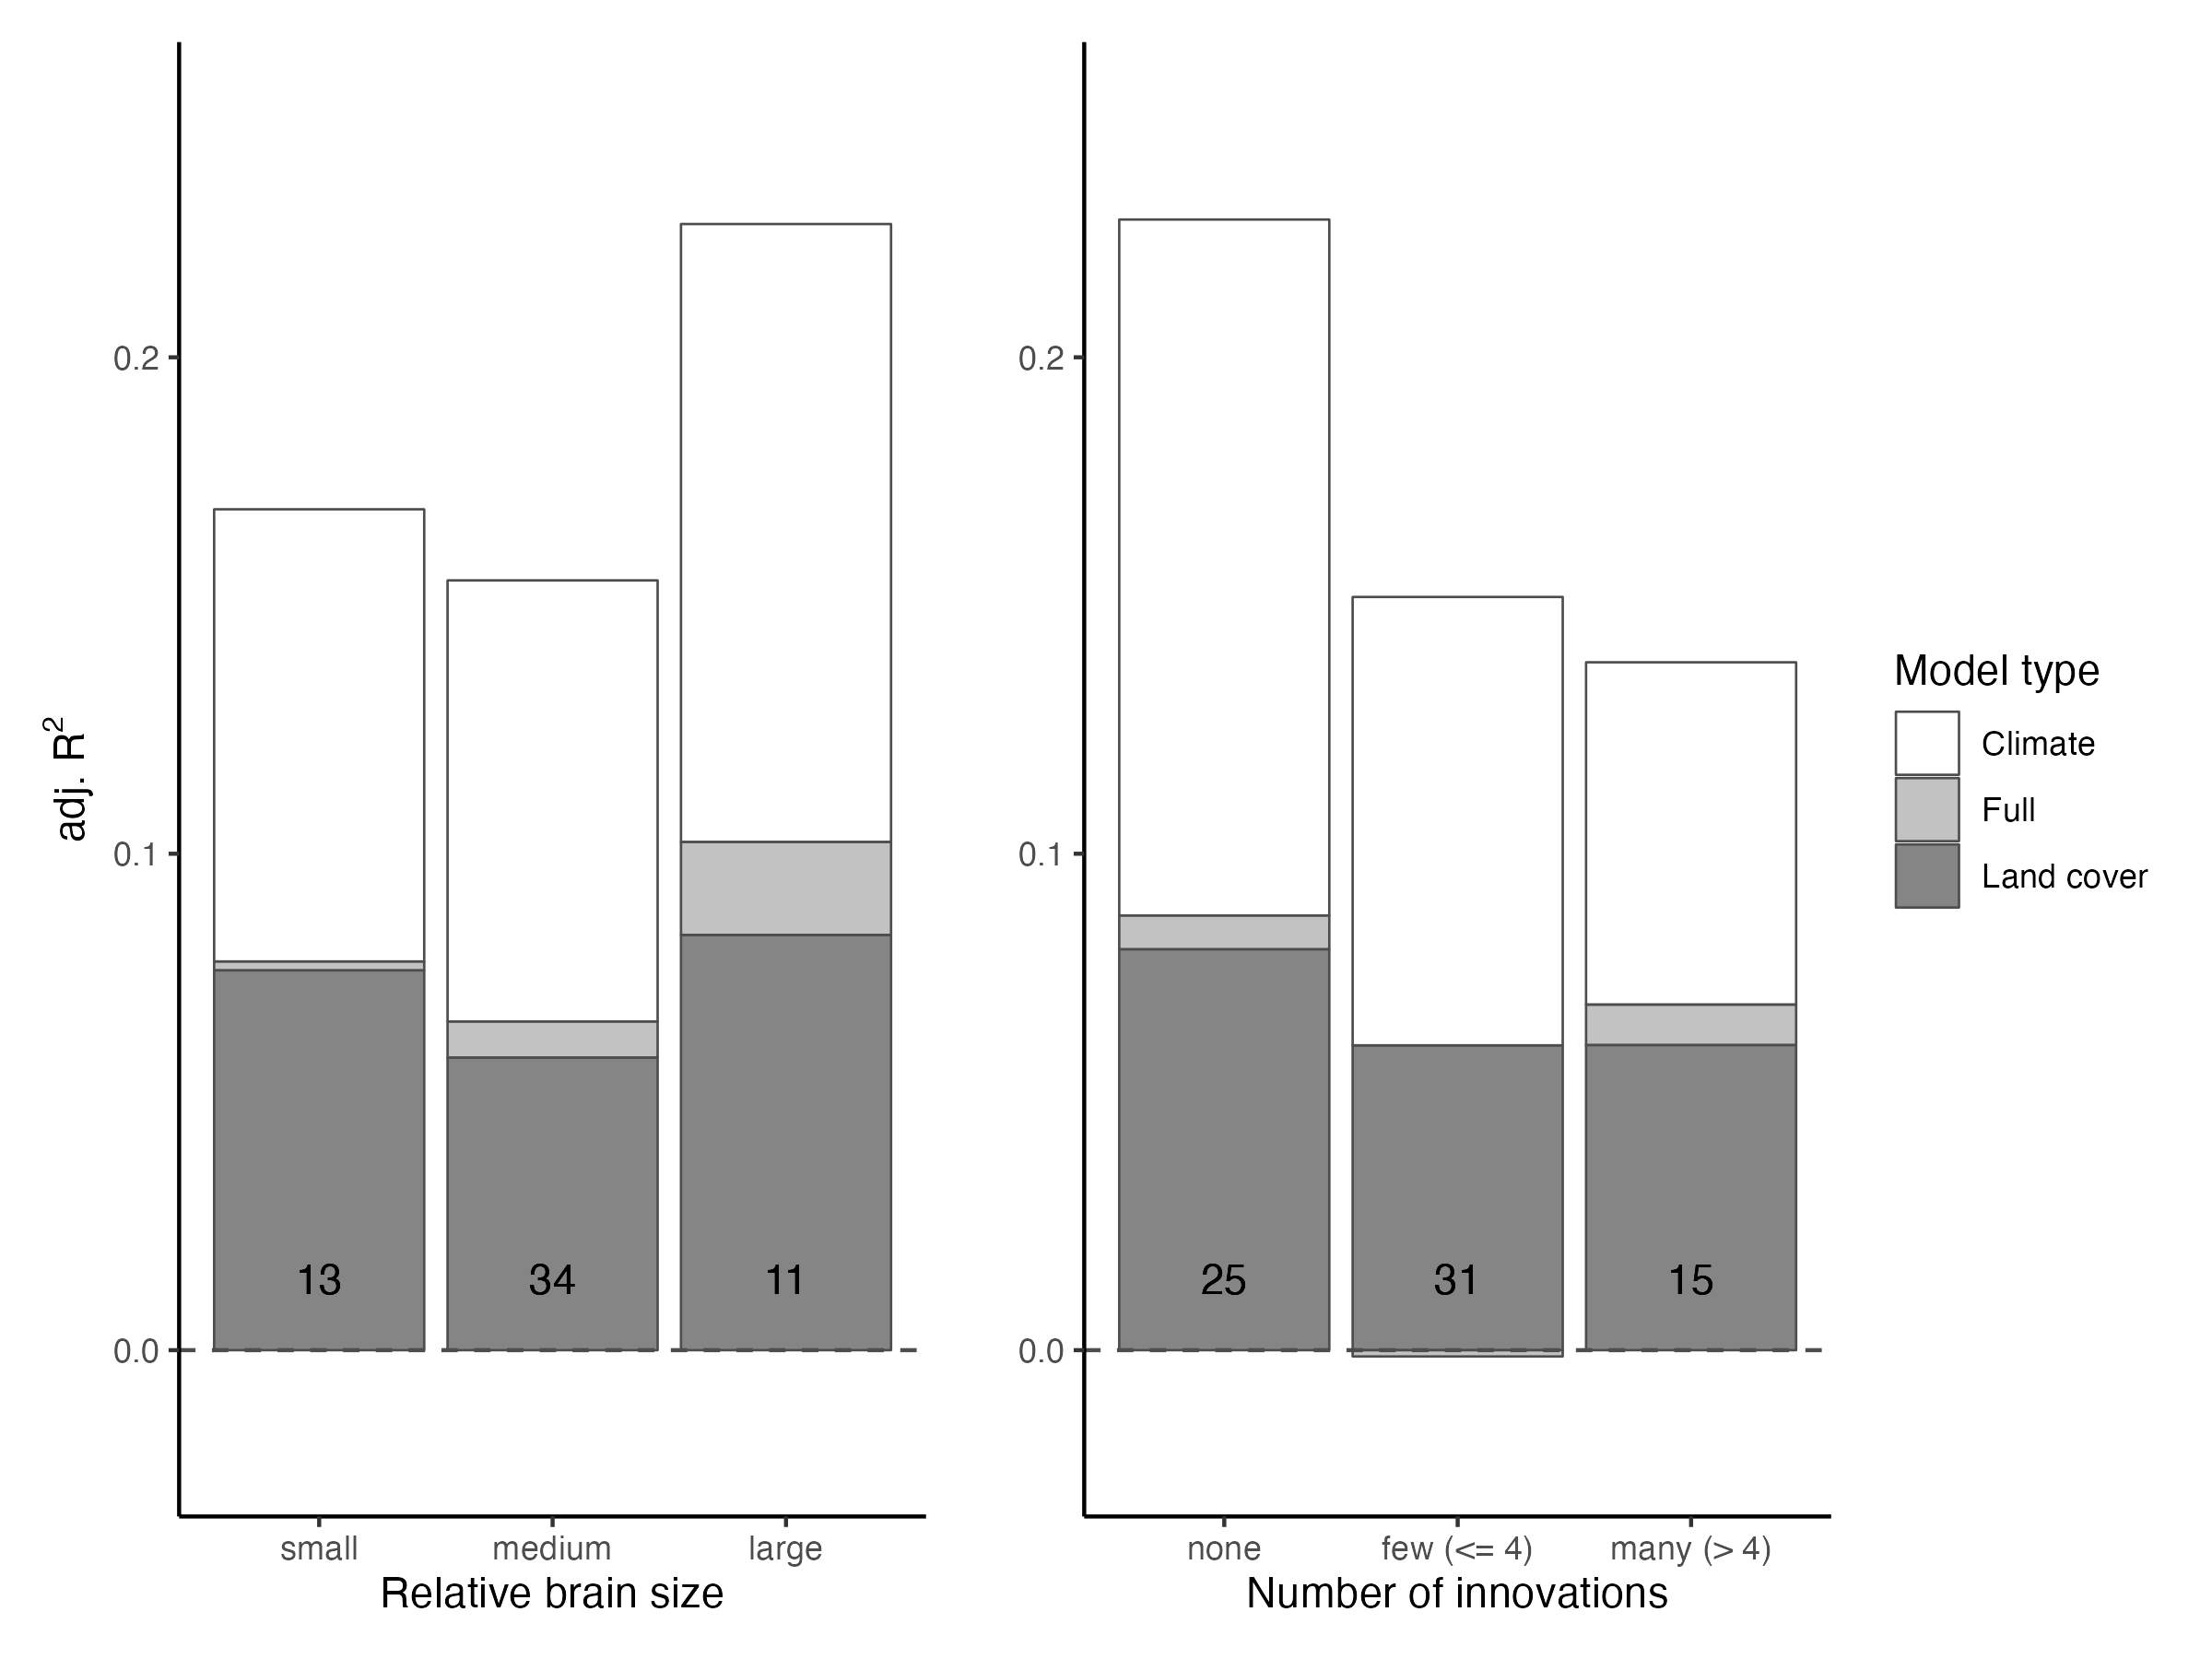 adj. R²
0.2
0.1
0.0
13
34
11
small
medium
large
Relative brain size
0.2
0.1
0.0
25
31
15
none
few (<= 4)
many (> 4)
Number of innovations
Model type
Climate
Full
Land cover